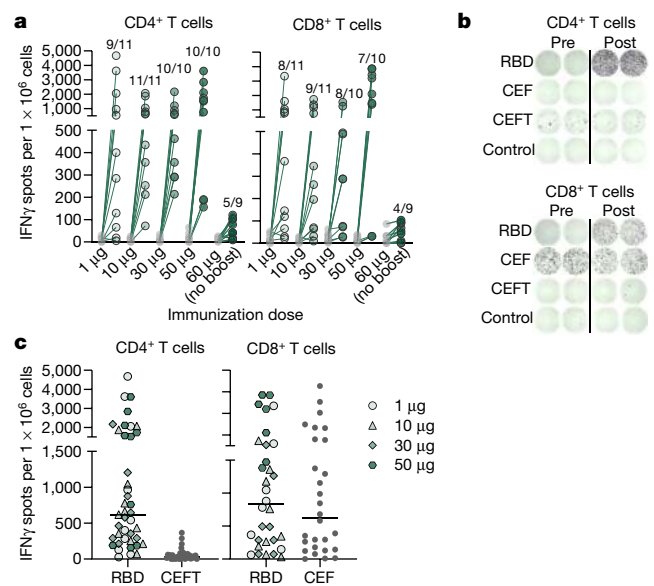 a
CD4⁺ T cells
CD8⁺ T cells
IFNγ spots per 1 × 10⁶ cells
5,000
4,000
3,000
2,000
1,000
500
400
300
200
100
0
9/11
11/11
10/10
10/10
5/9
8/11
9/11
8/10
7/10
4/9
1 μg
10 μg
30 μg
50 μg
60 μg
(no boost)
1 μg
10 μg
30 μg
50 μg
60 μg
(no boost)
Immunization dose
b
CD4⁺ T cells
Pre Post
RBD
CEF
CEFT
Control
CD8⁺ T cells
Pre Post
RBD
CEF
CEFT
Control
c
CD4⁺ T cells
CD8⁺ T cells
IFNγ spots per 1 × 10⁶ cells
5,000
4,000
3,000
2,000
1,500
1,000
500
0
RBD CEFT
RBD CEF
1 μg
10 μg
30 μg
50 μg